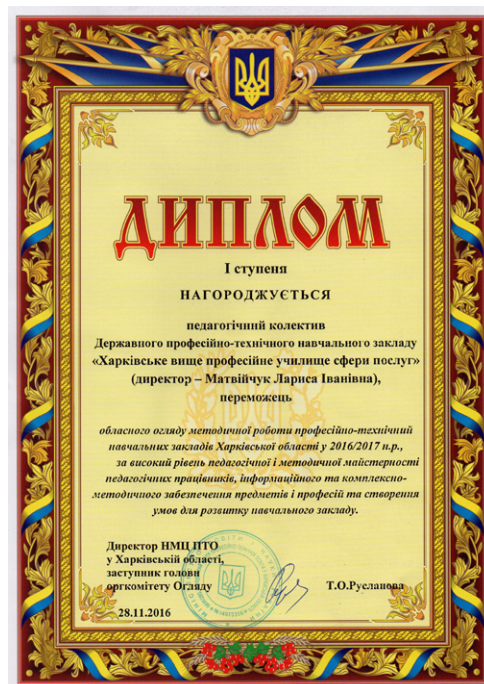 ДИПЛОМ
І ступеня
НАГОРОДЖУЄТЬСЯ
педагогічний колектив
Державного професійно-технічного навчального закладу
«Харківське вище професійне училище сфери послуг»
(директор – Матвійчук Лариса Іванівна),
переможець
обласного огляду методичної роботи професійно-технічний
навчальних закладів Харківської області у 2016/2017 н.р.,
за високий рівень педагогічної і методичної майстерності
педагогічних працівників, інформаційного та комплексно-
методичного забезпечення предметів і професій та створення
умов для розвитку навчального закладу.
Директор НМЦ ПТО
у Харківській області,
заступник голови
оргкомітету Огляду
Т.О.Русланова
28.11.2016